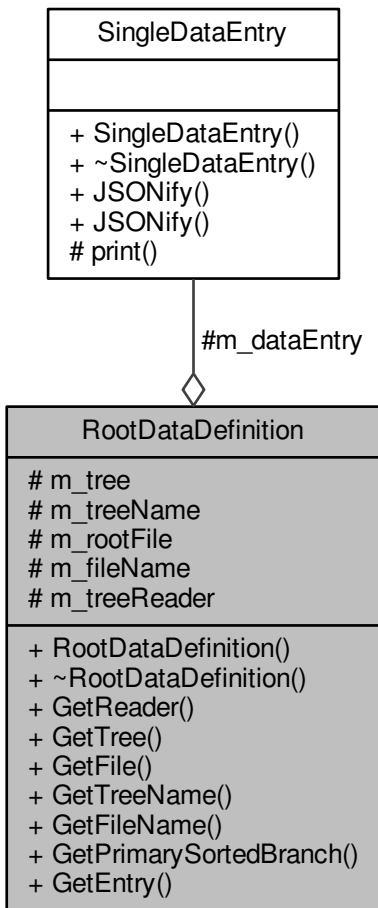 SingleDataEntry
+ SingleDataEntry()
+ ~SingleDataEntry()
+ JSONify()
+ JSONify()
# print()
#m_dataEntry
RootDataDefinition
# m_tree
# m_treeName
# m_rootFile
# m_fileName
# m_treeReader
+ RootDataDefinition()
+ ~RootDataDefinition()
+ GetReader()
+ GetTree()
+ GetFile()
+ GetTreeName()
+ GetFileName()
+ GetPrimarySortedBranch()
+ GetEntry()